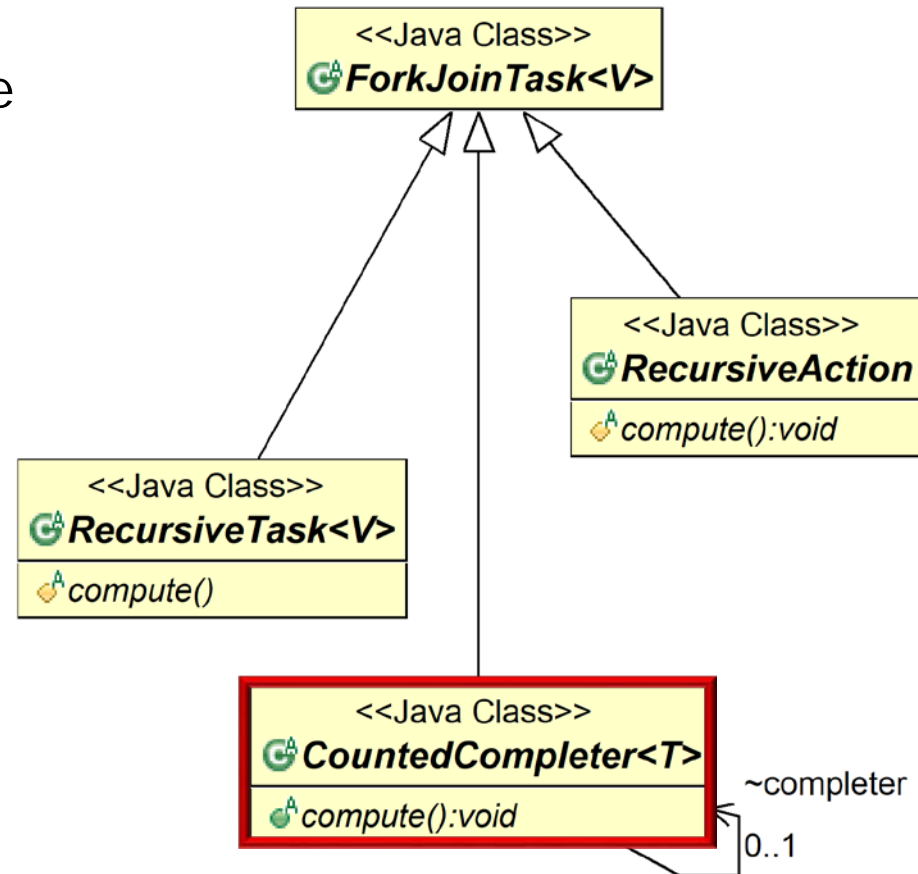 <<Java Class>>
ForkJoinTask<V>
e
<<Java Class>>
RecursiveAction
compute():void
<<Java Class>>
RecursiveTask<V>
compute()
<<Java Class>>
CountedCompleter<T>
compute():void
~completer
0..1